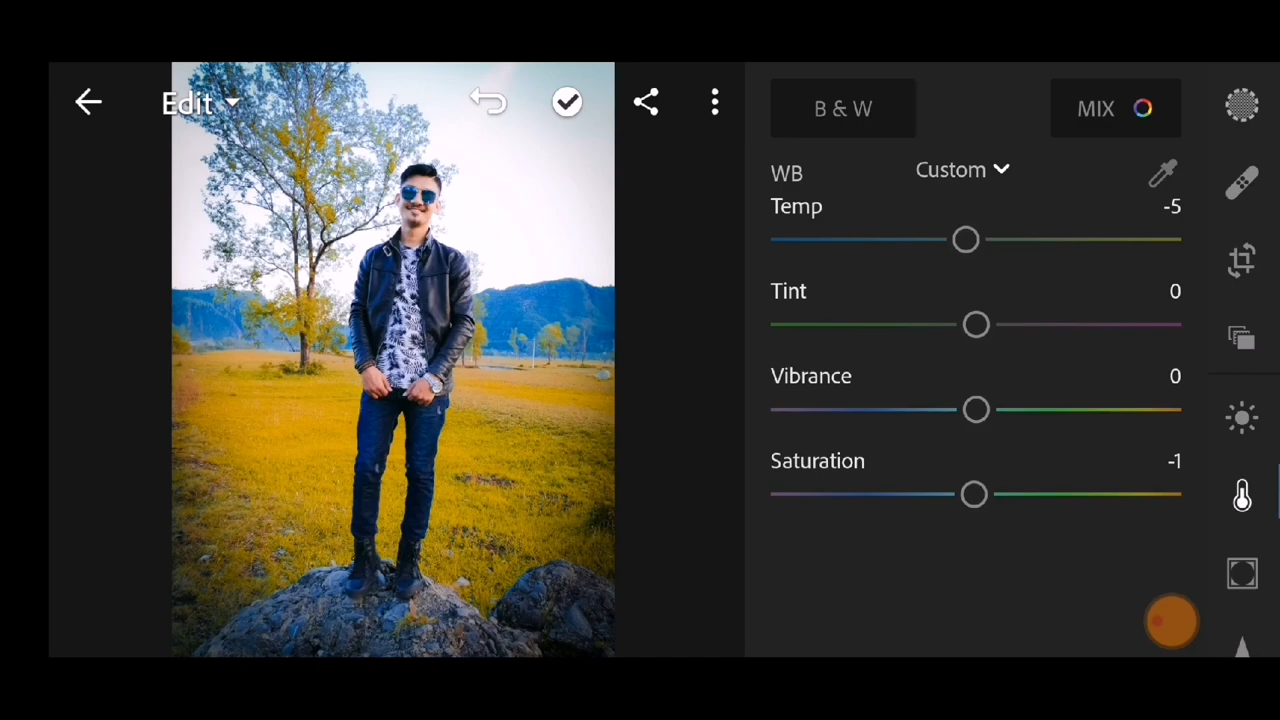 Edit
B & W
MIX
WB
Custom
Temp
-5
Tint
0
Vibrance
0
Saturation
-1